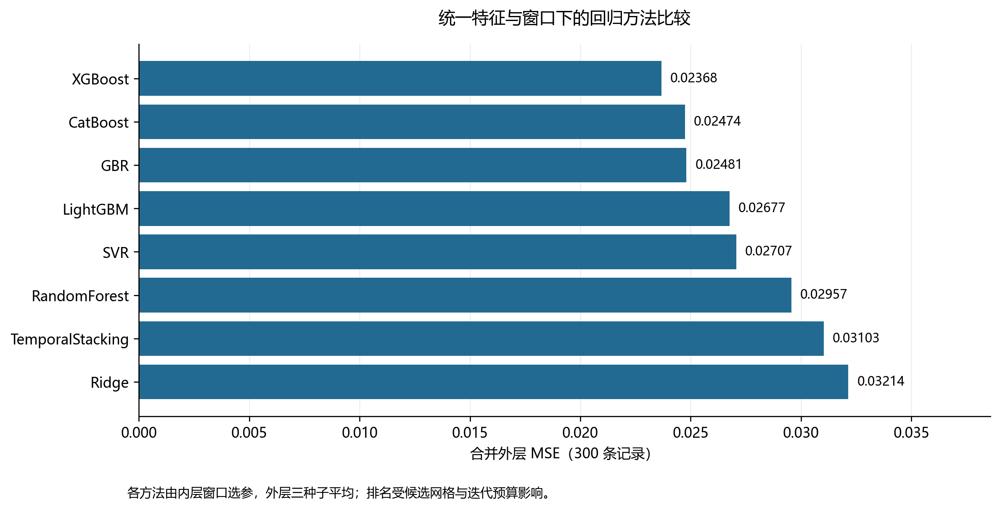 统一特征与窗口下的回归方法比较
XGBoost 0.02368
CatBoost 0.02474
GBR 0.02481
LightGBM 0.02677
SVR 0.02707
RandomForest 0.02957
TemporalStacking 0.03103
Ridge 0.03214
0.000 0.005 0.010 0.015 0.020 0.025 0.030 0.035
合并外层 MSE（300 条记录）
各方法由内层窗口选参，外层三种子平均；排名受候选网格与迭代预算影响。